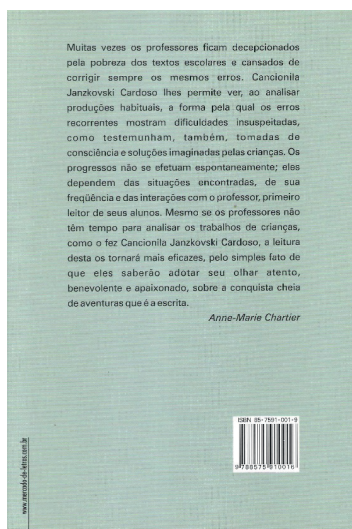 Muitas vezes os professores ficam decepcionados
pela pobreza dos textos escolares e cansados de
corrigir sempre os mesmos erros. Cancionila
Janzkovski Cardoso lhes permite ver, ao analisar
produções habituais, a forma pela qual os erros
recorrentes mostram dificuldades insuspeitadas,
como testemunham, também, tomadas de
consciência e soluções imaginadas pelas crianças. Os
progressos não se efetuam espontaneamente; eles
dependem das situações encontradas, de sua
freqüência e das interações com o professor, primeiro
leitor de seus alunos. Mesmo se os professores não
têm tempo para analisar os trabalhos de crianças,
como o fez Cancionila Janzkovski Cardoso, a leitura
desta os tornará mais eficazes, pelo simples fato de
que eles saberão adotar seu olhar atento,
benevolente e apaixonado, sobre a conquista cheia
de aventuras que é a escrita.
Anne-Marie Chartier
ISBN 85-7591-001-9
9 788575 910016
www.mercado-de-letras.com.br